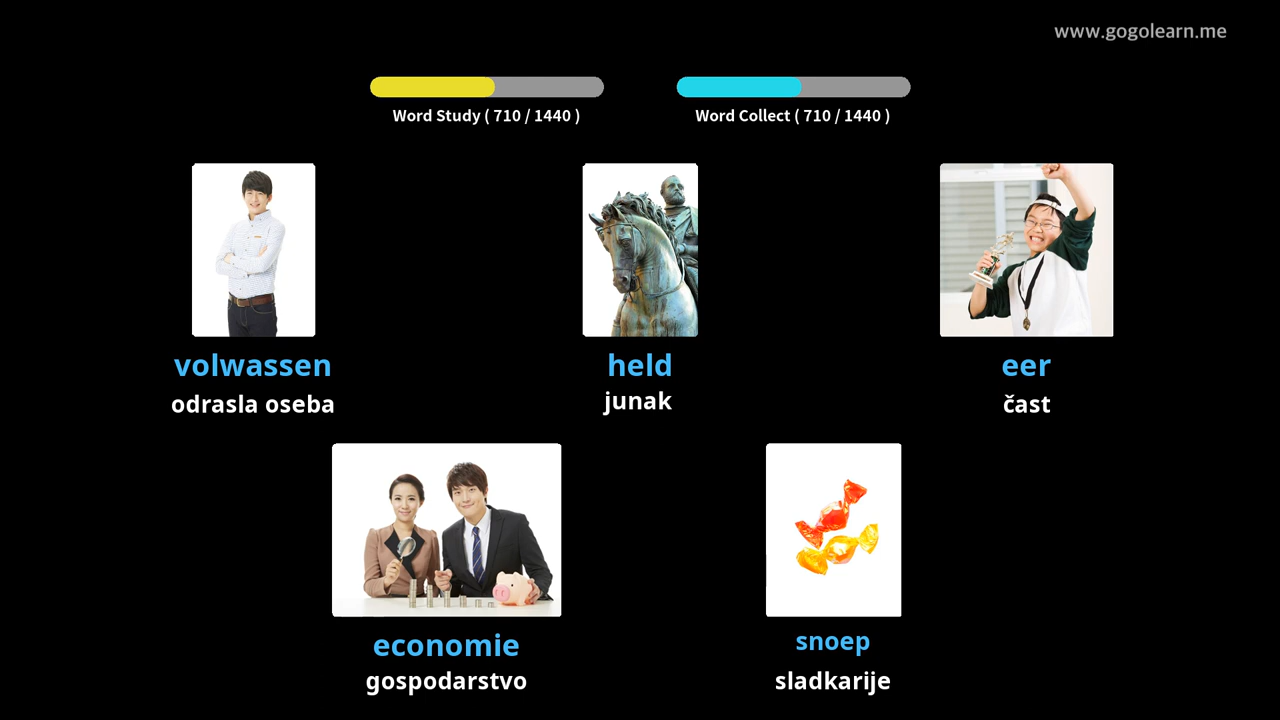 www.gogolearn.me
Word Study ( 710 / 1440 )
Word Collect ( 710 / 1440 )
volwassen
odrasla oseba
held
junak
eer
čast
economie
gospodarstvo
snoep
sladkarije